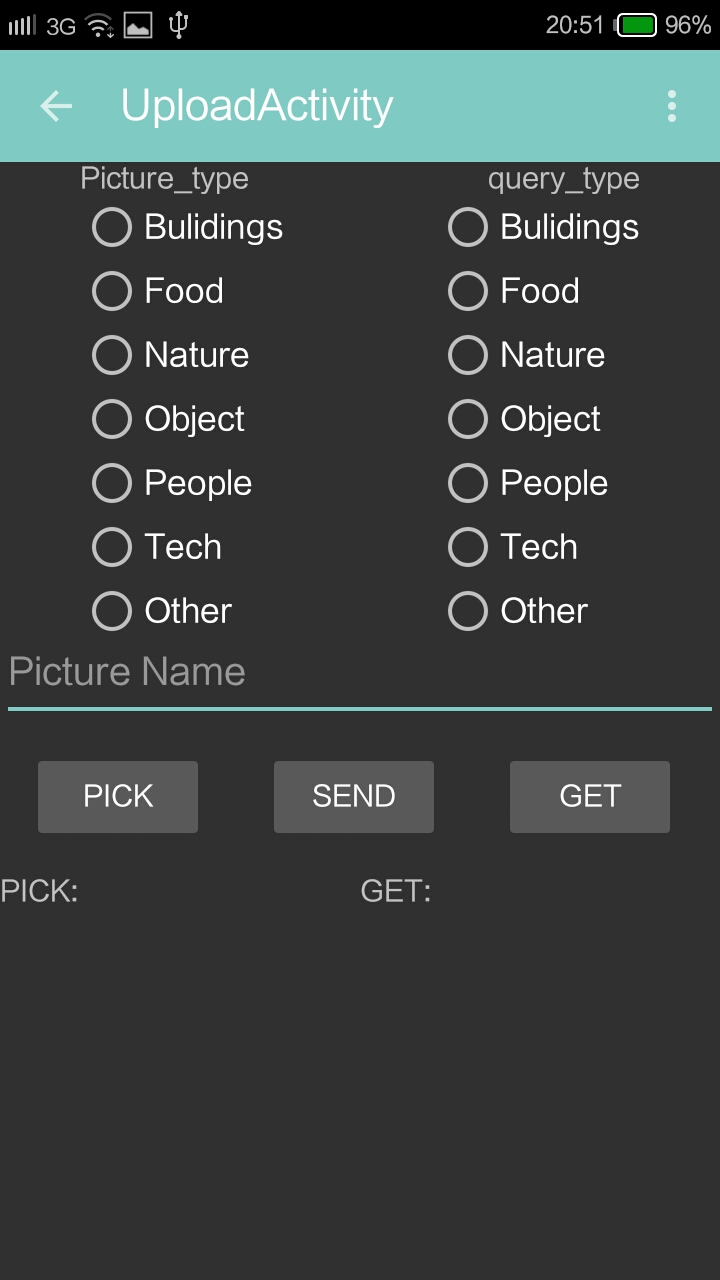 3G 20:51 96%
UploadActivity
Picture_type query_type
Bulidings Bulidings
Food Food
Nature Nature
Object Object
People People
Tech Tech
Other Other
Picture Name
PICK SEND GET
PICK: GET: